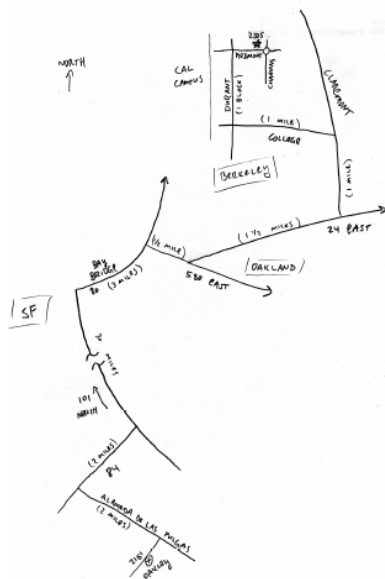 NORTH
2305
PIEDMONT
CHANNING
CAL
CAMPUS
DURANT
(1 BLOCK)
CLAREMONT
(1 MILE)
COLLEGE
BERKELEY
(1 MILE)
(1 1/2 MILES)
24 EAST
(1/2 MILE)
580 EAST
OAKLAND
BAY
BRIDGE
80 (3 MILES)
SF
MILES
101
NORTH
(2 MILES)
84
ALAMEDA DE LAS PULGAS
(2 MILES)
2181
OAKLEY